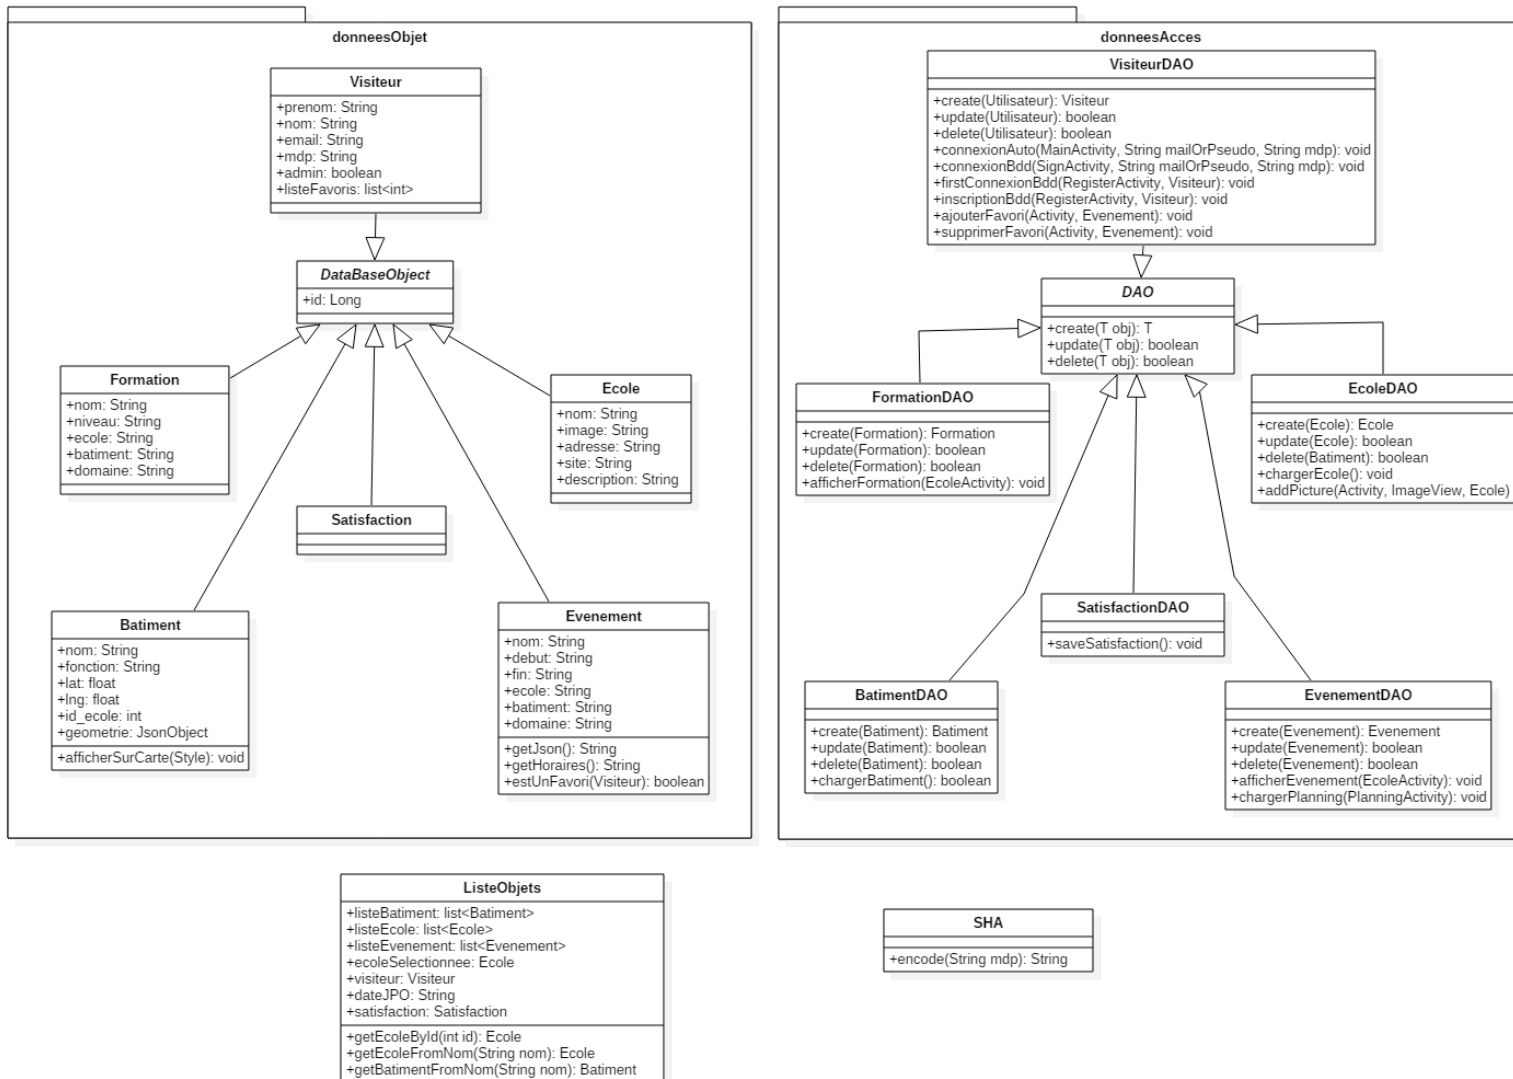 donneesObjet
Visiteur
+prenom: String
+nom: String
+email: String
+mdp: String
+admin: boolean
+listeFavoris: list<int>
DataBaseObject
+id: Long
Formation
+nom: String
+niveau: String
+ecole: String
+batiment: String
+domaine: String
Ecole
+nom: String
+image: String
+adresse: String
+site: String
+description: String
Satisfaction
Batiment
+nom: String
+fonction: String
+lat: float
+lng: float
+id_ecole: int
+geometrie: JsonObject
+afficherSurCarte(Style): void
Evenement
+nom: String
+debut: String
+fin: String
+ecole: String
+batiment: String
+domaine: String
+getJson(): String
+getHoraires(): String
+estUnFavori(Visiteur): boolean
donneesAcces
VisiteurDAO
+create(Utilisateur): Visiteur
+update(Utilisateur): boolean
+delete(Utilisateur): boolean
+connexionAuto(MainActivity, String mailOrPseudo, String mdp): void
+connexionBdd(SignActivity, String mailOrPseudo, String mdp): void
+firstConnexionBdd(RegisterActivity, Visiteur): void
+inscriptionBdd(RegisterActivity, Visiteur): void
+ajouterFavori(Activity, Evenement): void
+supprimerFavori(Activity, Evenement): void
DAO
+create(T obj): T
+update(T obj): boolean
+delete(T obj): boolean
FormationDAO
+create(Formation): Formation
+update(Formation): boolean
+delete(Formation): boolean
+afficherFormation(EcoleActivity): void
EcoleDAO
+create(Ecole): Ecole
+update(Ecole): boolean
+delete(Batiment): boolean
+chargerEcole(): void
+addPicture(Activity, ImageView, Ecole)
SatisfactionDAO
+saveSatisfaction(): void
BatimentDAO
+create(Batiment): Batiment
+update(Batiment): boolean
+delete(Batiment): boolean
+chargerBatiment(): boolean
EvenementDAO
+create(Evenement): Evenement
+update(Evenement): boolean
+delete(Evenement): boolean
+afficherEvenement(EcoleActivity): void
+chargerPlanning(PlanningActivity): void
ListeObjets
+listeBatiment: list<Batiment>
+listeEcole: list<Ecole>
+listeEvenement: list<Evenement>
+ecoleSelectionnee: Ecole
+visiteur: Visiteur
+dateJPO: String
+satisfaction: Satisfaction
+getEcoleById(int id): Ecole
+getEcoleFromNom(String nom): Ecole
+getBatimentFromNom(String nom): Batiment
SHA
+encode(String mdp): String